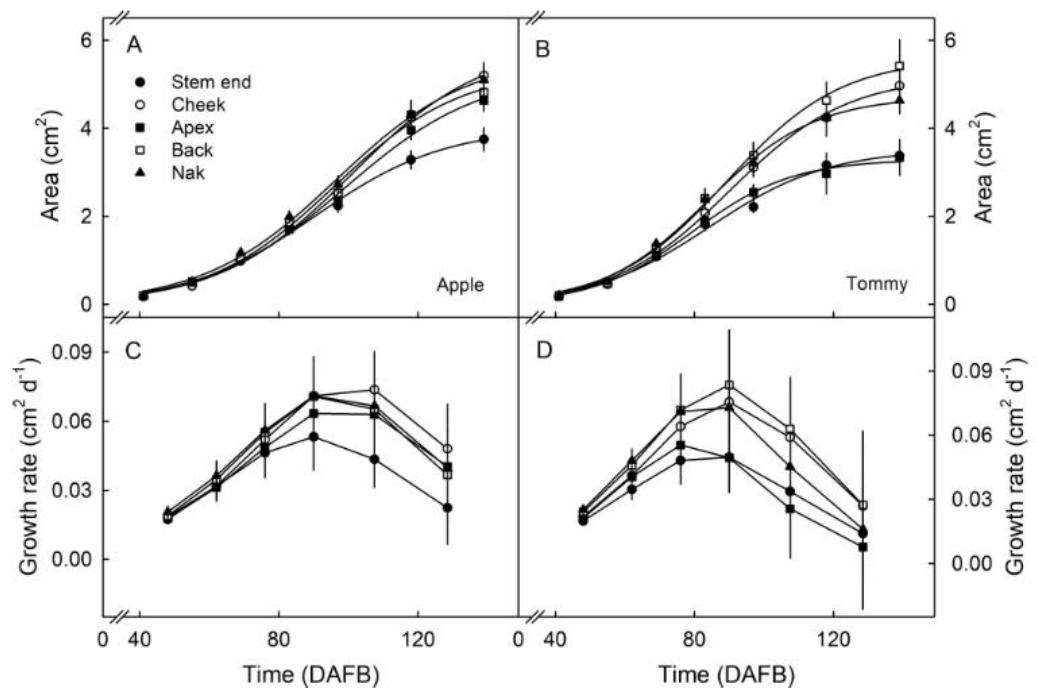 A
B
6
4
2
0
Area (cm²)
Stem end
Cheek
Apex
Back
Nak
Apple
Tommy
6
4
2
0
Area (cm²)
C
D
0.09
0.06
0.03
0.00
Growth rate (cm² d⁻¹)
0.09
0.06
0.03
0.00
Growth rate (cm² d⁻¹)
0 40 80 120 0 40 80 120
Time (DAFB) Time (DAFB)